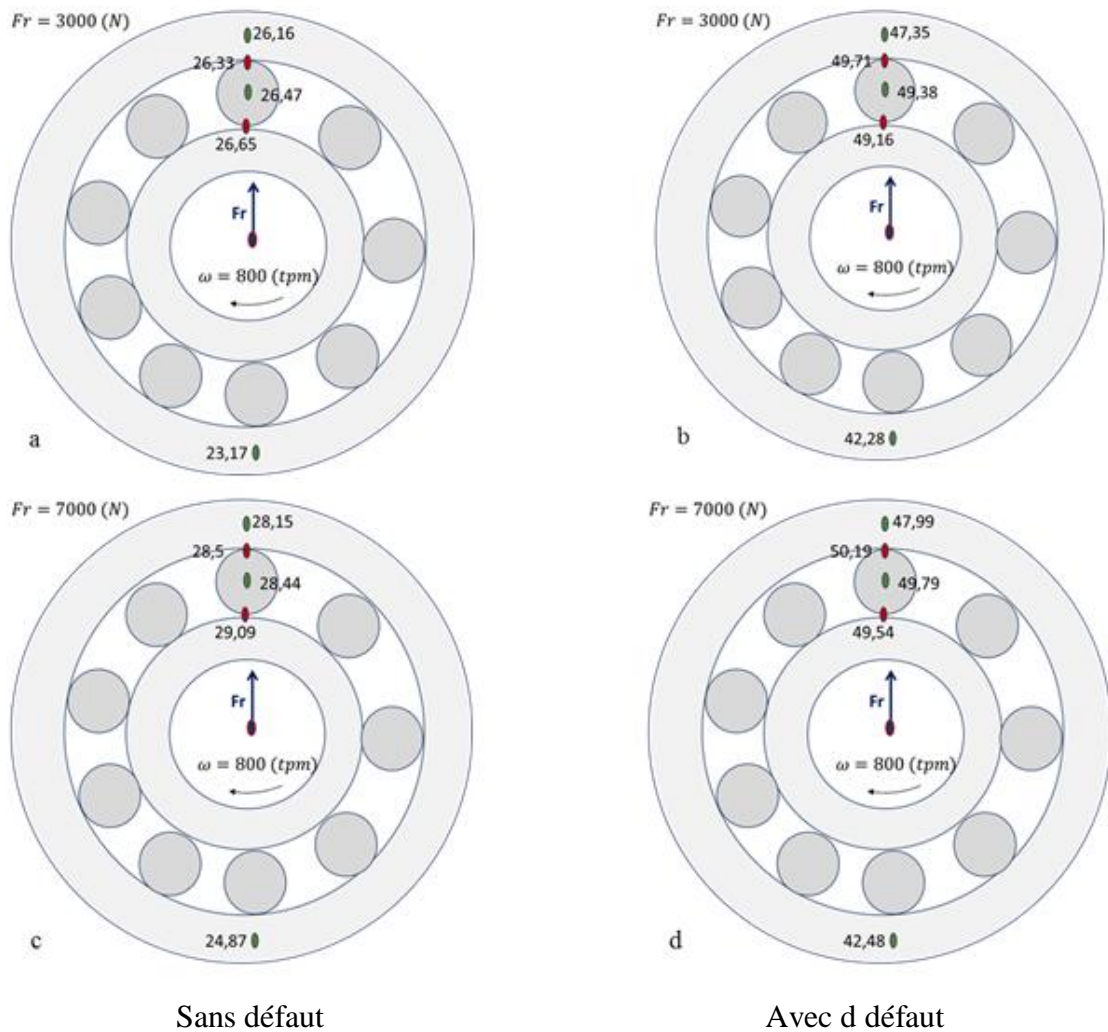 Fr = 3000 (N)
26,16
26,33
26,47
26,65
Fr
ω = 800 (tpm)
23,17
a
Fr = 3000 (N)
47,35
49,71
49,38
49,16
Fr
ω = 800 (tpm)
42,28
b
Fr = 7000 (N)
28,15
28,5
28,44
29,09
Fr
ω = 800 (tpm)
24,87
c
Fr = 7000 (N)
47,99
50,19
49,79
49,54
Fr
ω = 800 (tpm)
42,48
d
Sans défaut
Avec d défaut